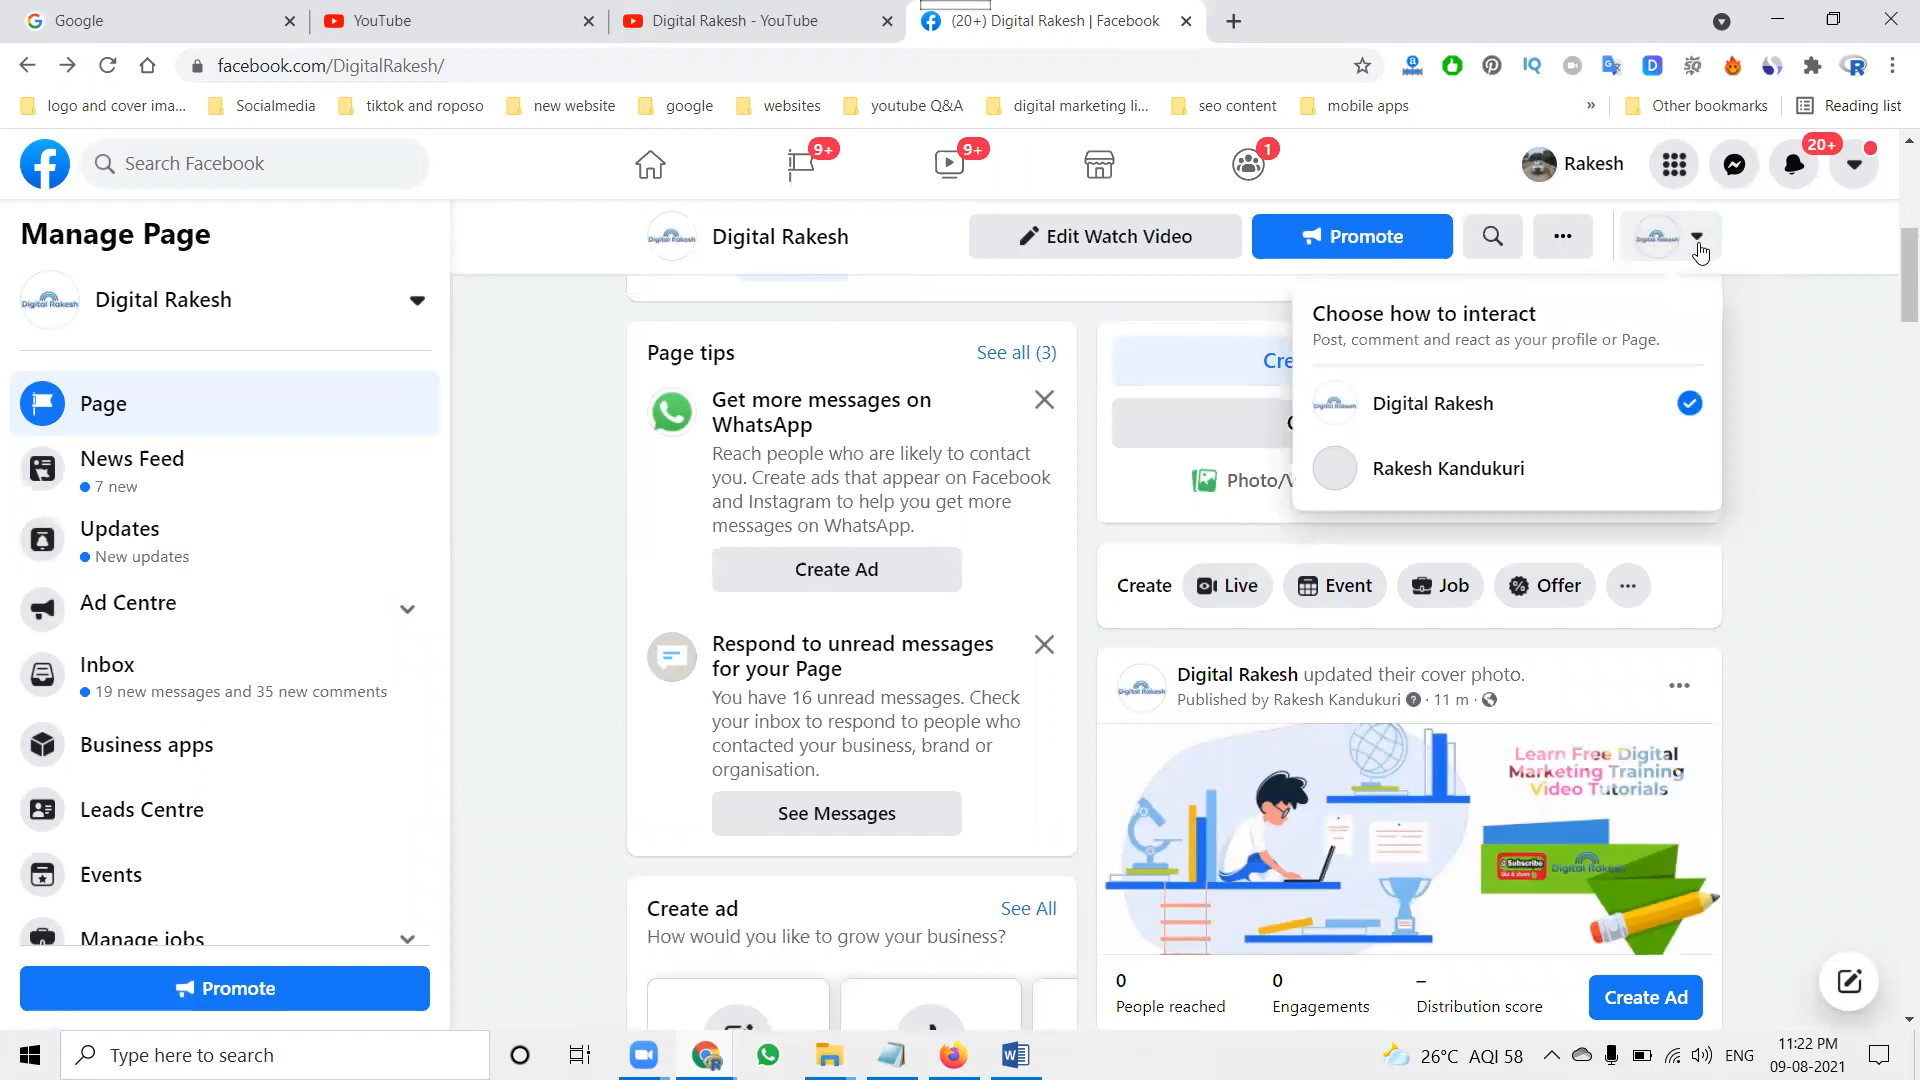 Google
YouTube
Digital Rakesh - YouTube
(20+) Digital Rakesh | Facebook
facebook.com/DigitalRakesh/
logo and cover ima...
Socialmedia
tiktok and roposo
new website
google
websites
youtube Q&A
digital marketing li...
seo content
mobile apps
»
Other bookmarks
Reading list
Search Facebook
9+
9+
1
Rakesh
20+
Manage Page
Digital Rakesh
Page
News Feed
7 new
Updates
New updates
Ad Centre
Inbox
19 new messages and 35 new comments
Business apps
Leads Centre
Events
Manage jobs
Promote
Digital Rakesh
Edit Watch Video
Promote
Choose how to interact
Post, comment and react as your profile or Page.
Digital Rakesh
Rakesh Kandukuri
Page tips
See all (3)
Get more messages on
WhatsApp
Reach people who are likely to contact
you. Create ads that appear on Facebook
and Instagram to help you get more
messages on WhatsApp.
Create Ad
Respond to unread messages
for your Page
You have 16 unread messages. Check
your inbox to respond to people who
contacted your business, brand or
organisation.
See Messages
Create ad
See All
How would you like to grow your business?
Create
Live
Event
Job
Offer
Digital Rakesh updated their cover photo.
Published by Rakesh Kandukuri · 11 m ·
Learn Free Digital
Marketing Training
Video Tutorials
Subscribe
like & share
Digital Rakesh
0
People reached
0
Engagements
–
Distribution score
Create Ad
Type here to search
26°C AQI 58
ENG
11:22 PM
09-08-2021